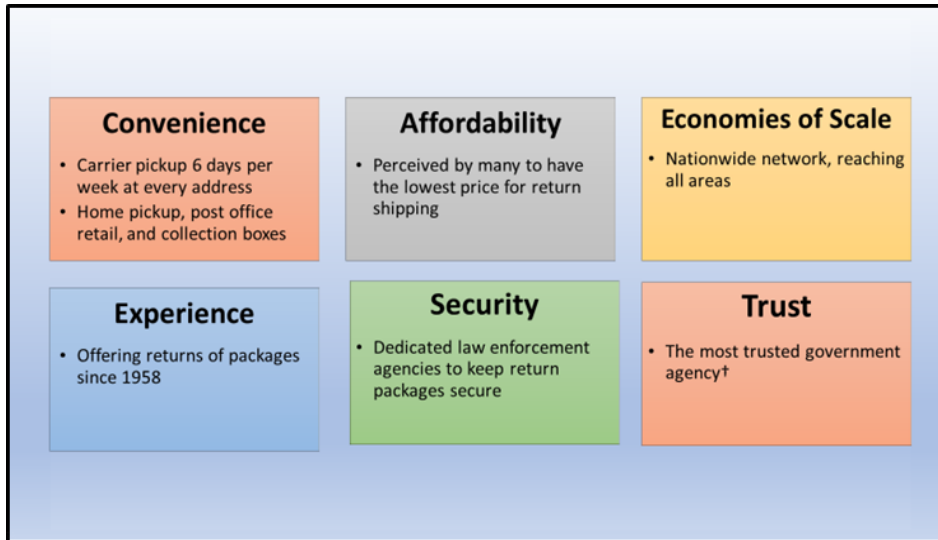 Convenience
• Carrier pickup 6 days per
week at every address
• Home pickup, post office
retail, and collection boxes
Affordability
• Perceived by many to have
the lowest price for return
shipping
Economies of Scale
• Nationwide network, reaching
all areas
Experience
• Offering returns of packages
since 1958
Security
• Dedicated law enforcement
agencies to keep return
packages secure
Trust
• The most trusted government
agency†